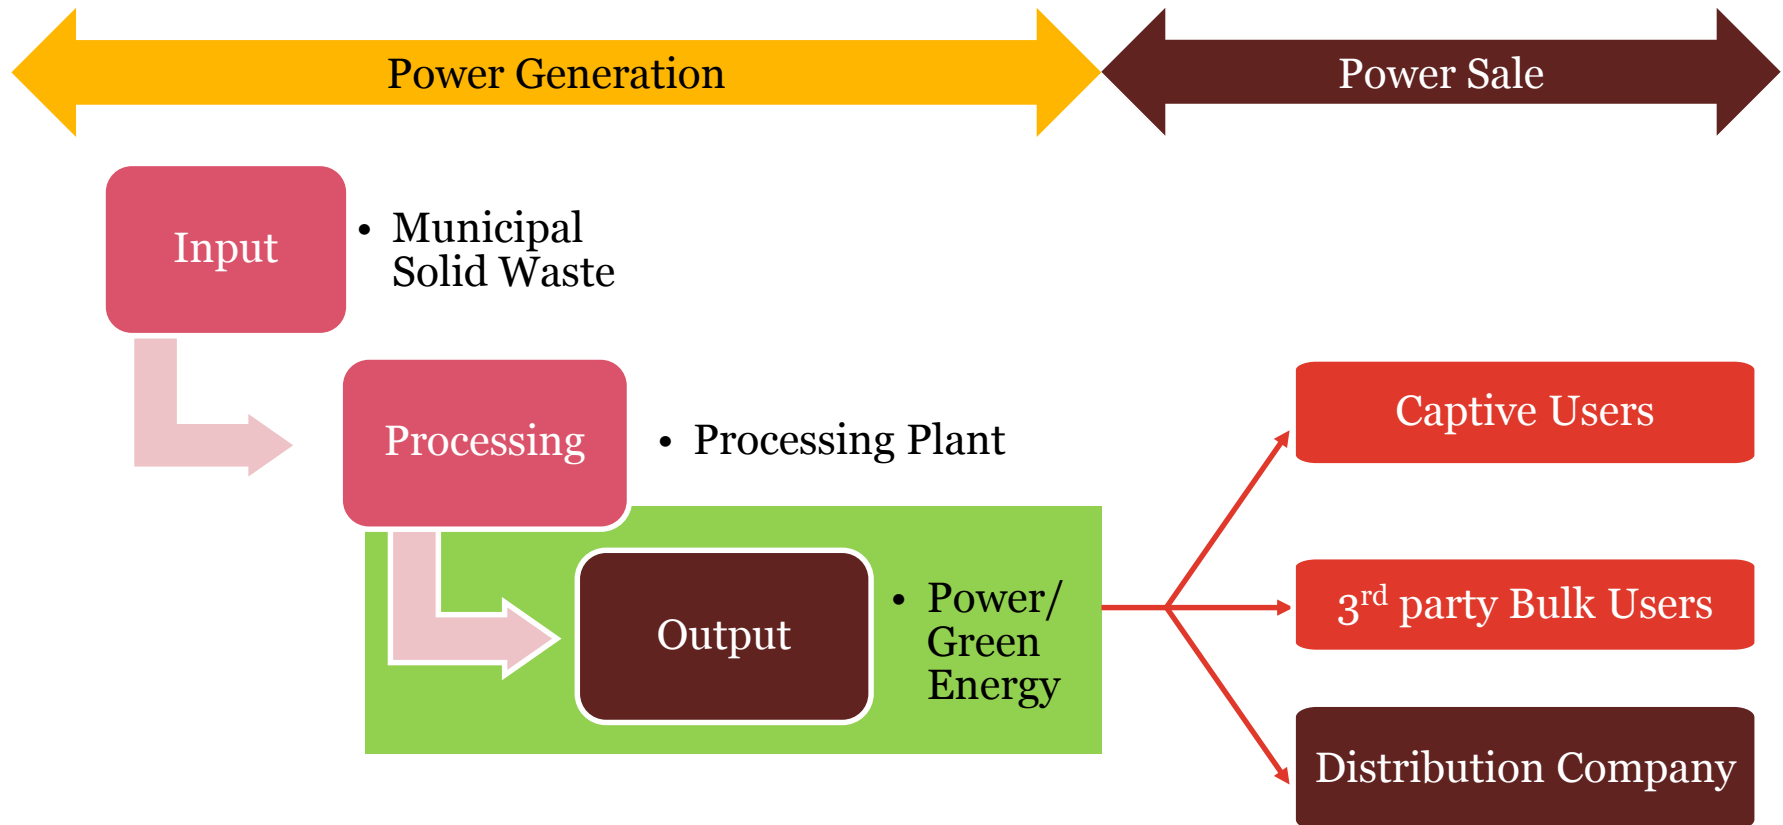 Power Generation
Power Sale
Input
• Municipal
Solid Waste
Processing
• Processing Plant
Output
• Power/
Green
Energy
Captive Users
3rd party Bulk Users
Distribution Company